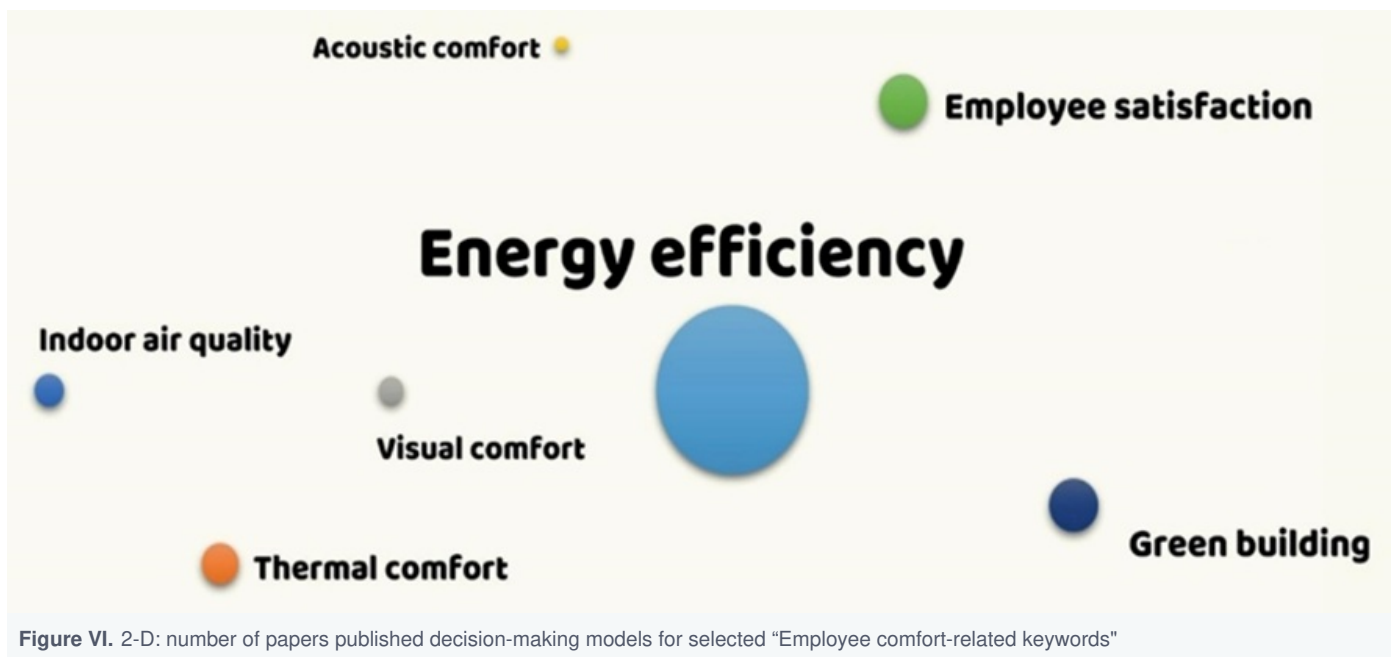 Acoustic comfort
Employee satisfaction
Energy efficiency
Indoor air quality
Visual comfort
Green building
Thermal comfort
Figure VI. 2-D: number of papers published decision-making models for selected “Employee comfort-related keywords"